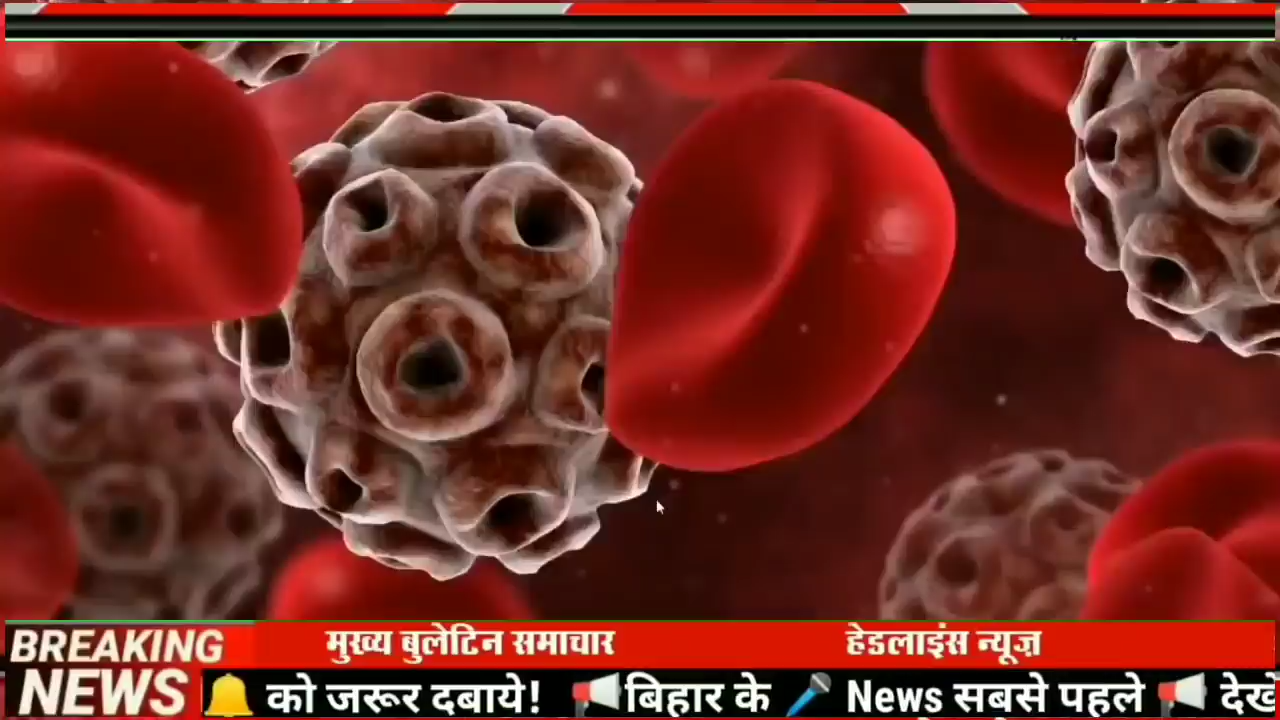 BREAKING
NEWS
मुख्य बुलेटिन समाचार
हेडलाइंस न्यूज़
को जरूर दबाये! बिहार के News सबसे पहले देखे